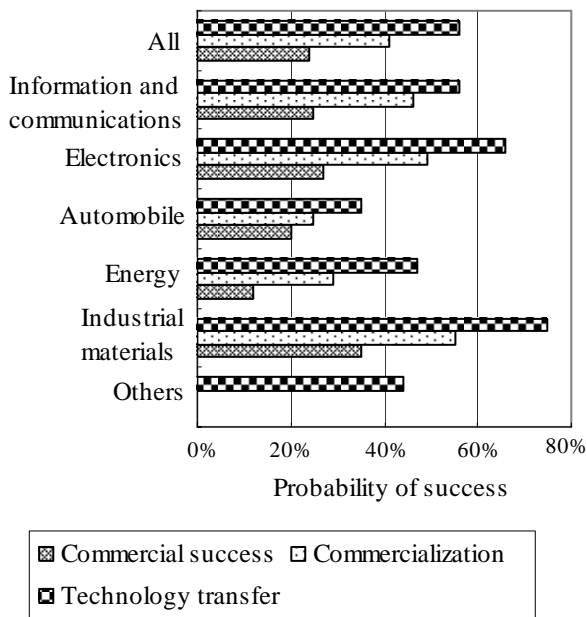 All
Information and
communications
Electronics
Automobile
Energy
Industrial
materials
Others
0% 20% 40% 60% 80%
Probability of success
Commercial success Commercialization
Technology transfer